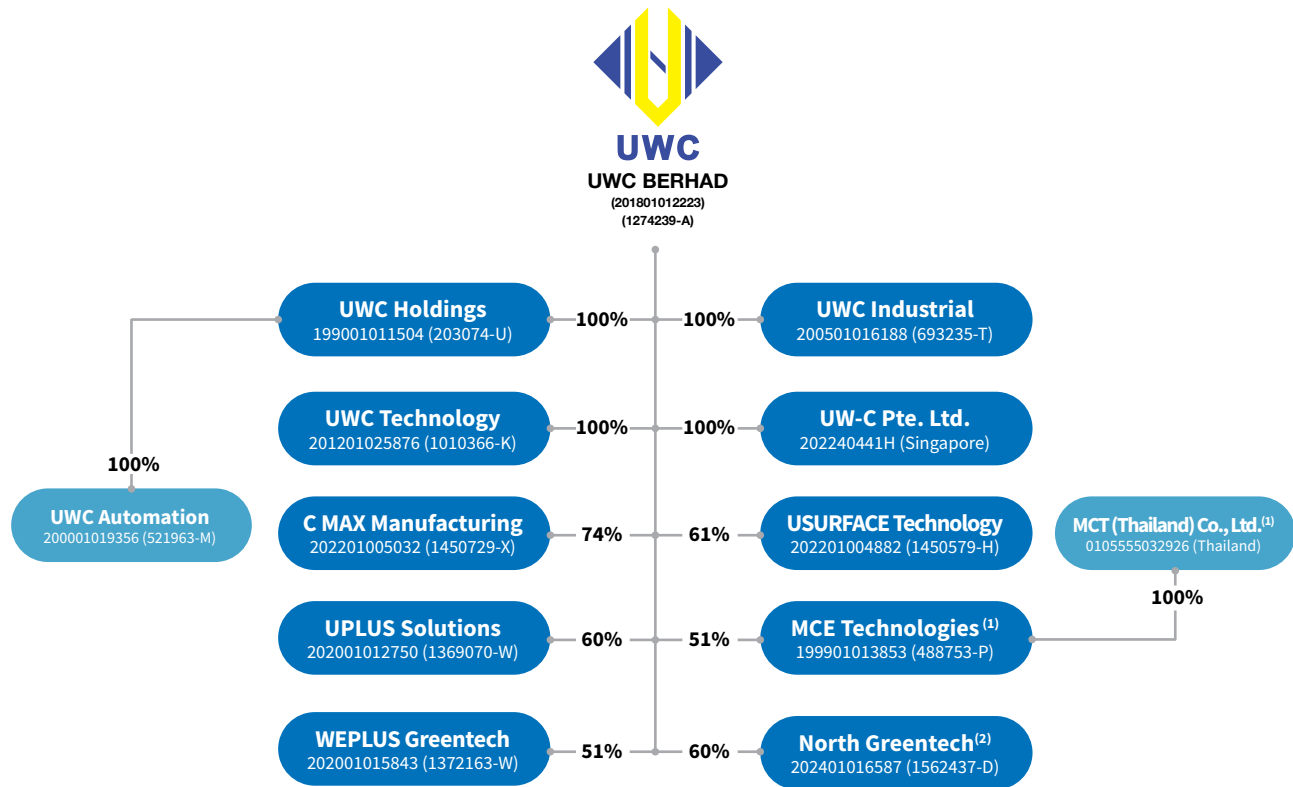 UWC
UWC BERHAD
(201801012223)
(1274239-A)
UWC Holdings
199001011504 (203074-U)
100%
100%
UWC Industrial
200501016188 (693235-T)
UWC Technology
201201025876 (1010366-K)
100%
100%
UW-C Pte. Ltd.
202240441H (Singapore)
100%
UWC Automation
200001019356 (521963-M)
C MAX Manufacturing
202201005032 (1450729-X)
74%
61%
USURFACE Technology
202201004882 (1450579-H)
MCT (Thailand) Co., Ltd.(1)
0105555032926 (Thailand)
100%
UPLUS Solutions
202001012750 (1369070-W)
60%
51%
MCE Technologies (1)
199901013853 (488753-P)
WEPLUS Greentech
202001015843 (1372163-W)
51%
60%
North Greentech(2)
202401016587 (1562437-D)